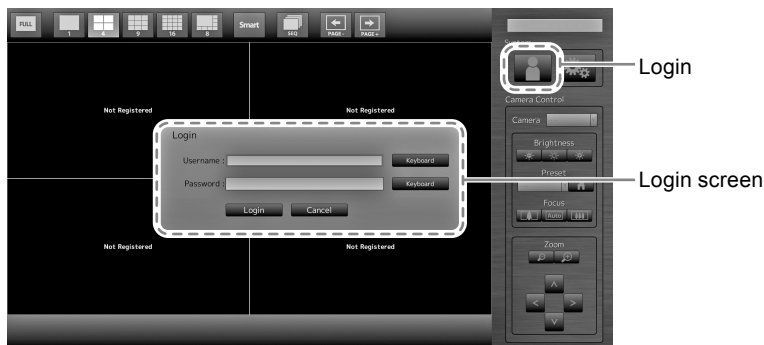 FULL
1
4
9
16
8
Smart
SEQ
PAGE -
PAGE +
System
Login
Camera Control
Not Registered
Not Registered
Camera
Login
Brightness
Username :
Keyboard
Preset
Password :
Keyboard
Login screen
Focus
Login
Cancel
Auto
Not Registered
Not Registered
Zoom